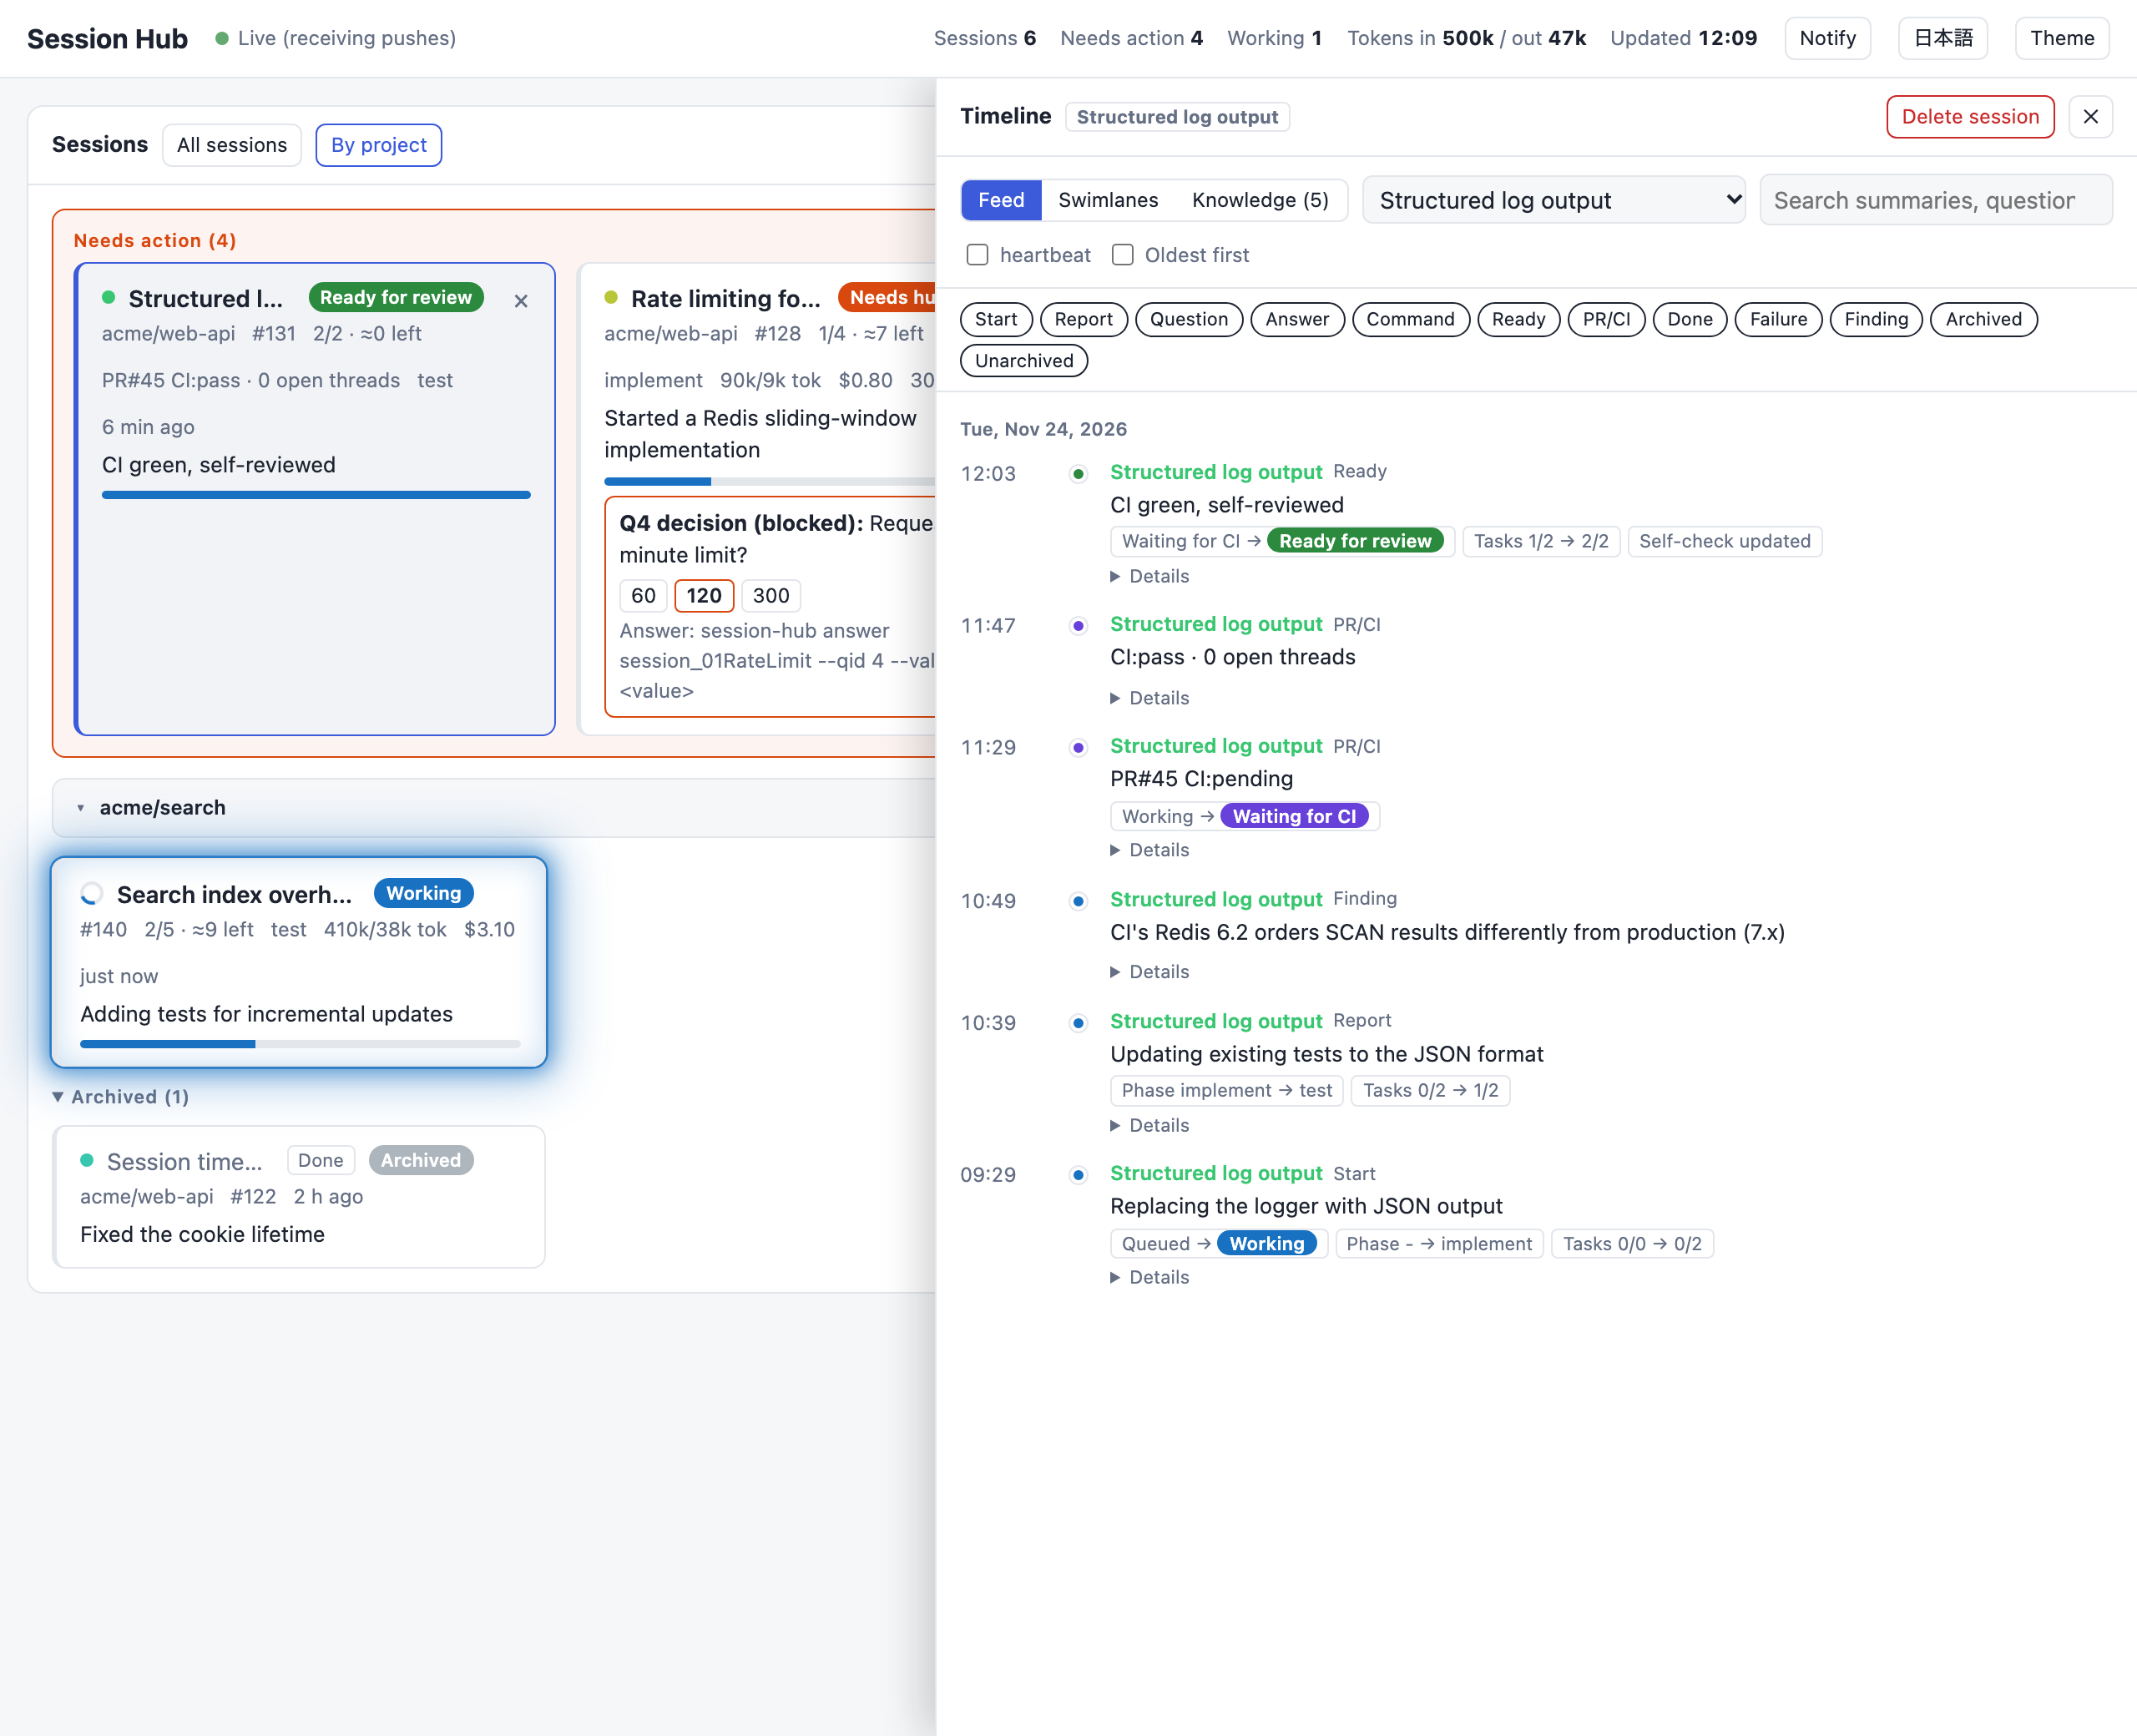 Session Hub
Live (receiving pushes)
Sessions 6 Needs action 4 Working 1 Tokens in 500k / out 47k Updated 12:09
Notify
日本語
Theme
Sessions
All sessions
By project
Needs action (4)
Structured l... Ready for review ×
acme/web-api #131 2/2 · ≈0 left
PR#45 CI:pass · 0 open threads test
6 min ago
CI green, self-reviewed
Rate limiting fo... Needs hu
acme/web-api #128 1/4 · ≈7 left
implement 90k/9k tok $0.80 30
Started a Redis sliding-window
implementation
Q4 decision (blocked): Reque
minute limit?
60 120 300
Answer: session-hub answer
session_01RateLimit --qid 4 --val
<value>
▾ acme/search
Search index overh... Working
#140 2/5 · ≈9 left test 410k/38k tok $3.10
just now
Adding tests for incremental updates
▼ Archived (1)
Session time... Done Archived
acme/web-api #122 2 h ago
Fixed the cookie lifetime
Timeline Structured log output
Delete session ×
Feed Swimlanes Knowledge (5)
Structured log output
Search summaries, question
heartbeat Oldest first
Start Report Question Answer Command Ready PR/CI Done Failure Finding Archived
Unarchived
Tue, Nov 24, 2026
12:03 Structured log output Ready
CI green, self-reviewed
Waiting for CI → Ready for review Tasks 1/2 → 2/2 Self-check updated
▶ Details
11:47 Structured log output PR/CI
CI:pass · 0 open threads
▶ Details
11:29 Structured log output PR/CI
PR#45 CI:pending
Working → Waiting for CI
▶ Details
10:49 Structured log output Finding
CI's Redis 6.2 orders SCAN results differently from production (7.x)
▶ Details
10:39 Structured log output Report
Updating existing tests to the JSON format
Phase implement → test Tasks 0/2 → 1/2
▶ Details
09:29 Structured log output Start
Replacing the logger with JSON output
Queued → Working Phase - → implement Tasks 0/0 → 0/2
▶ Details